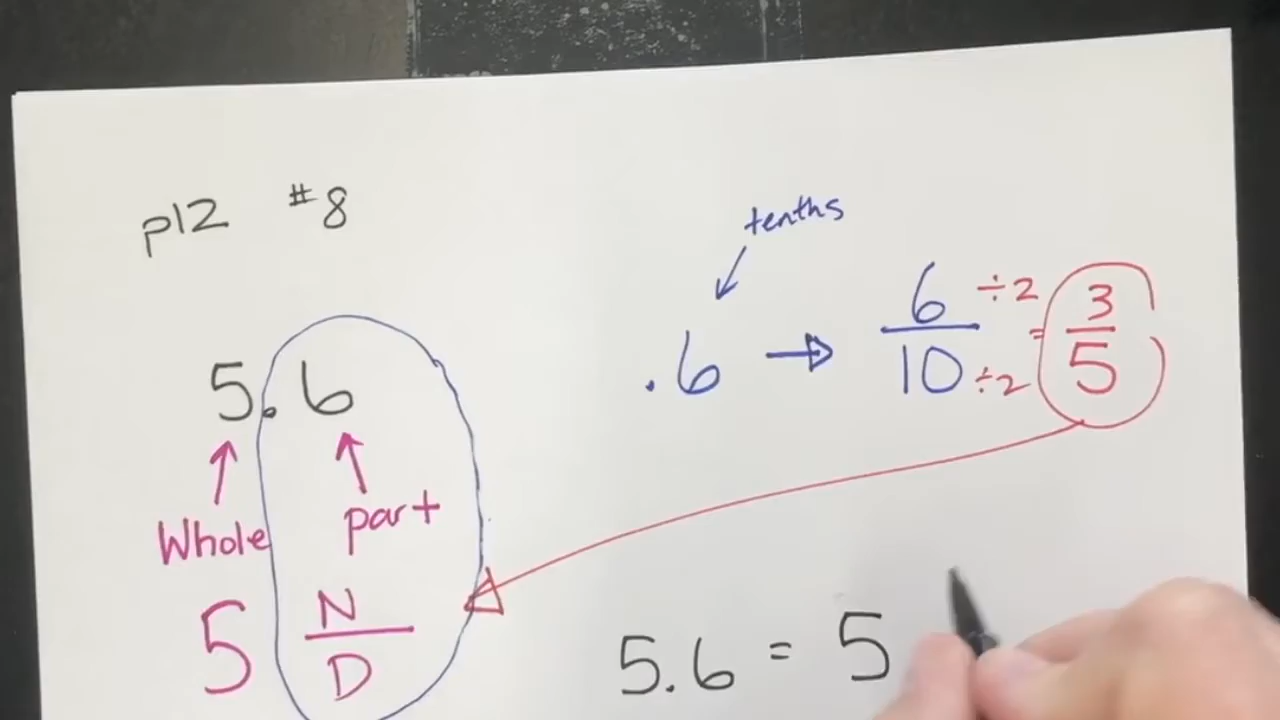 p12 #8
tenths
5.6
.6 → 6/10 ÷2 ÷2 = 3/5
Whole part
5 N/D
5.6 = 5